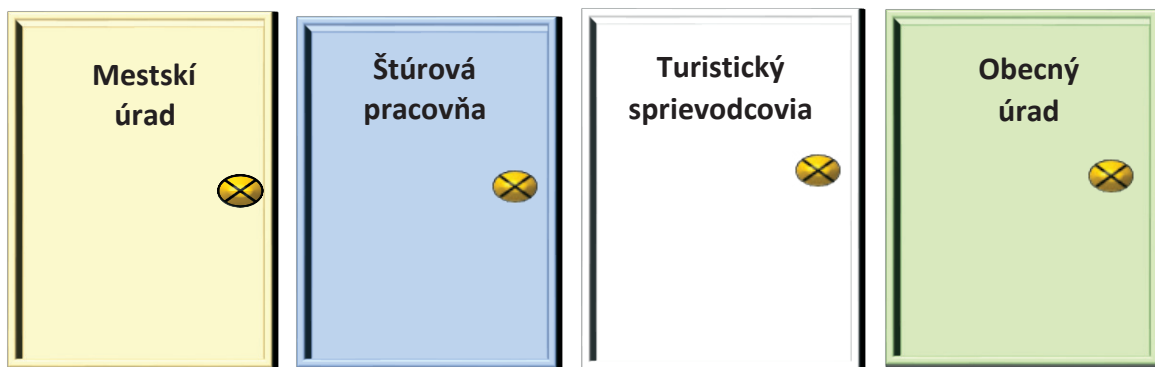 Mestskí
úrad
Štúrová
pracovňa
Turistický
sprievodcovia
Obecný
úrad